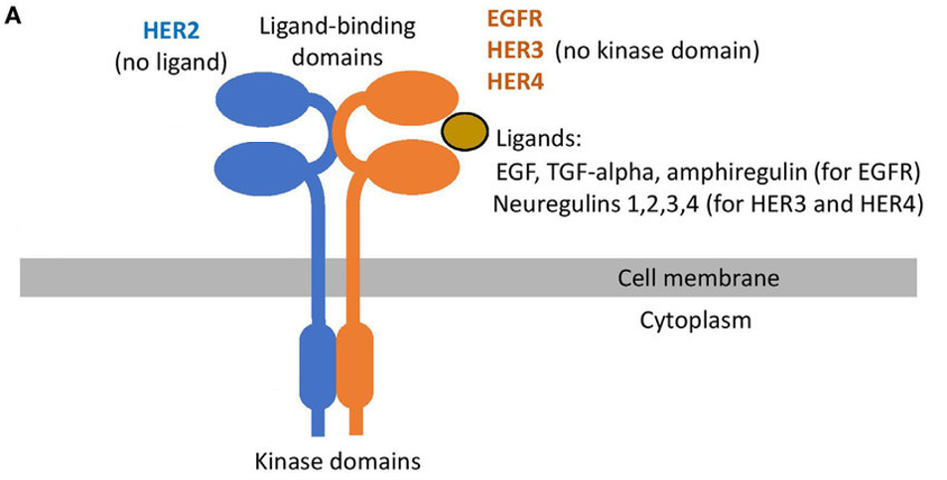 A
HER2
(no ligand)
Ligand-binding
domains
EGFR
HER3 (no kinase domain)
HER4
Ligands:
EGF, TGF-alpha, amphiregulin (for EGFR)
Neuregulins 1,2,3,4 (for HER3 and HER4)
Cell membrane
Cytoplasm
Kinase domains